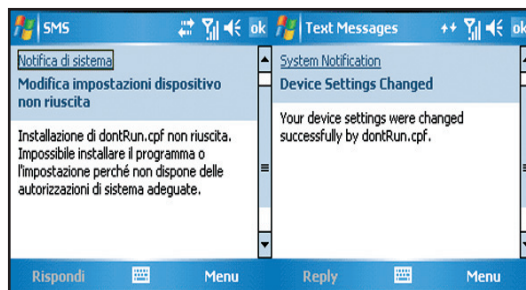 SMS
ok
Notifica di sistema
Modifica impostazioni dispositivo
non riuscita
Installazione di dontRun.cpf non riuscita.
Impossibile installare il programma o
l'impostazione perché non dispone delle
autorizzazioni di sistema adeguate.
Rispondi
Menu
Text Messages
ok
System Notification
Device Settings Changed
Your device settings were changed
successfully by dontRun.cpf.
Reply
Menu